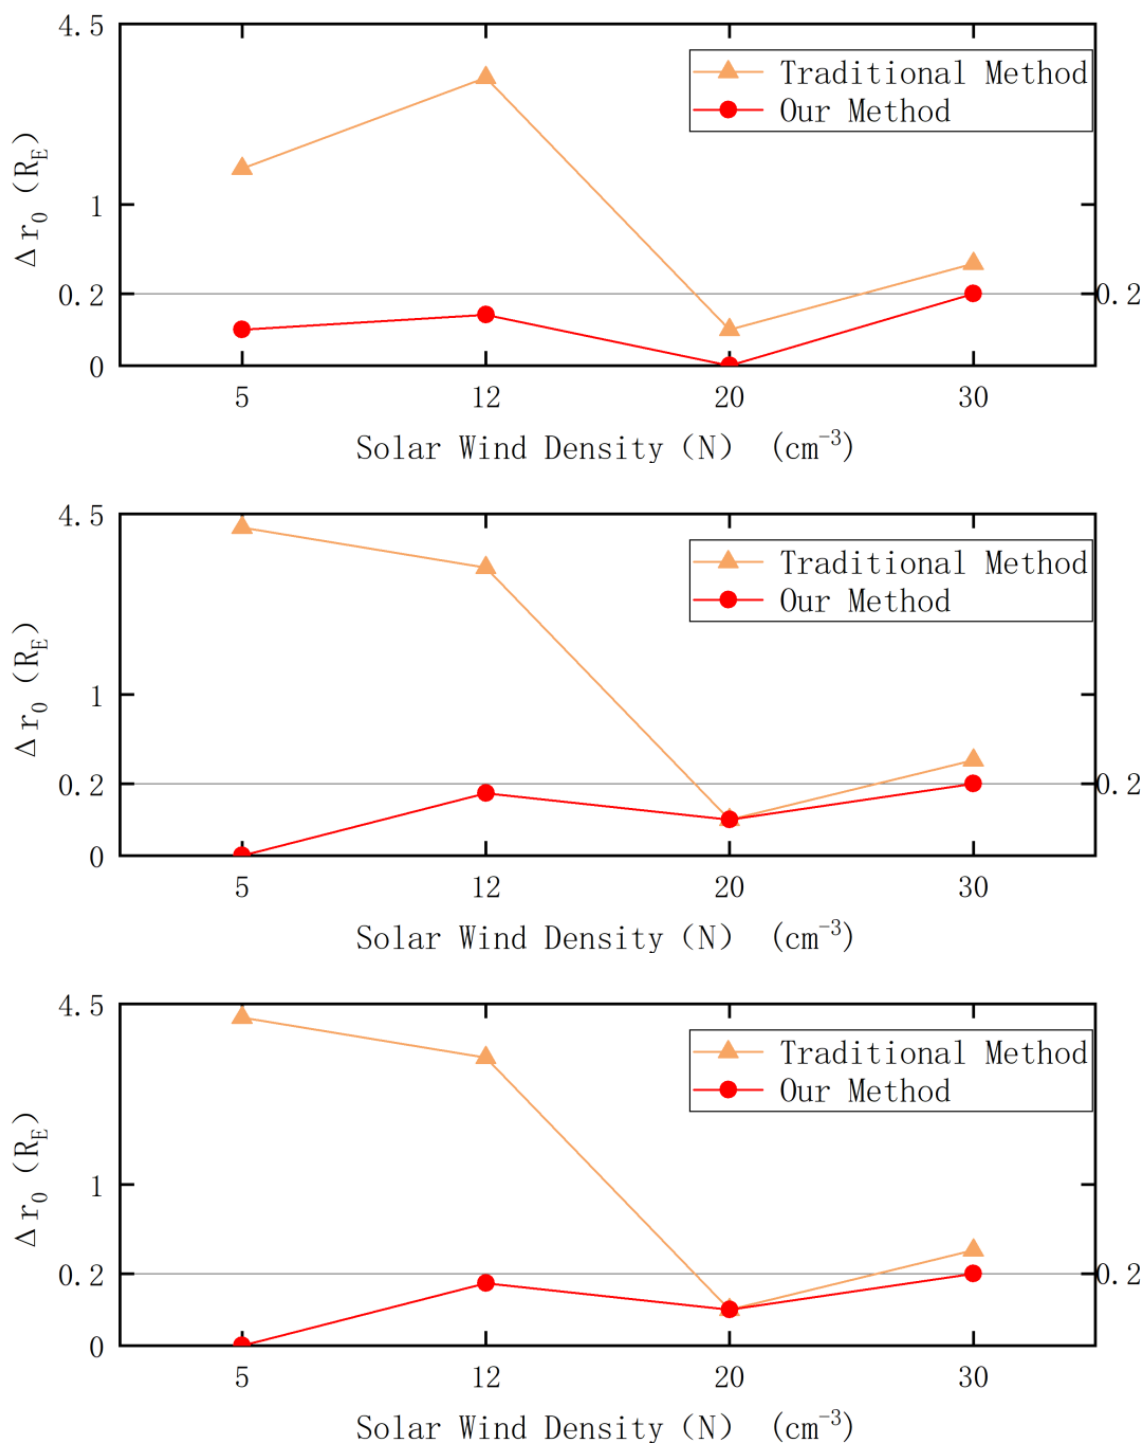 4.5
Traditional Method
Our Method
Δr₀ (R_E)
1
0.2
0.2
0
5 12 20 30
Solar Wind Density (N) (cm⁻³)
4.5
Traditional Method
Our Method
Δr₀ (R_E)
1
0.2
0.2
0
5 12 20 30
Solar Wind Density (N) (cm⁻³)
4.5
Traditional Method
Our Method
Δr₀ (R_E)
1
0.2
0.2
0
5 12 20 30
Solar Wind Density (N) (cm⁻³)